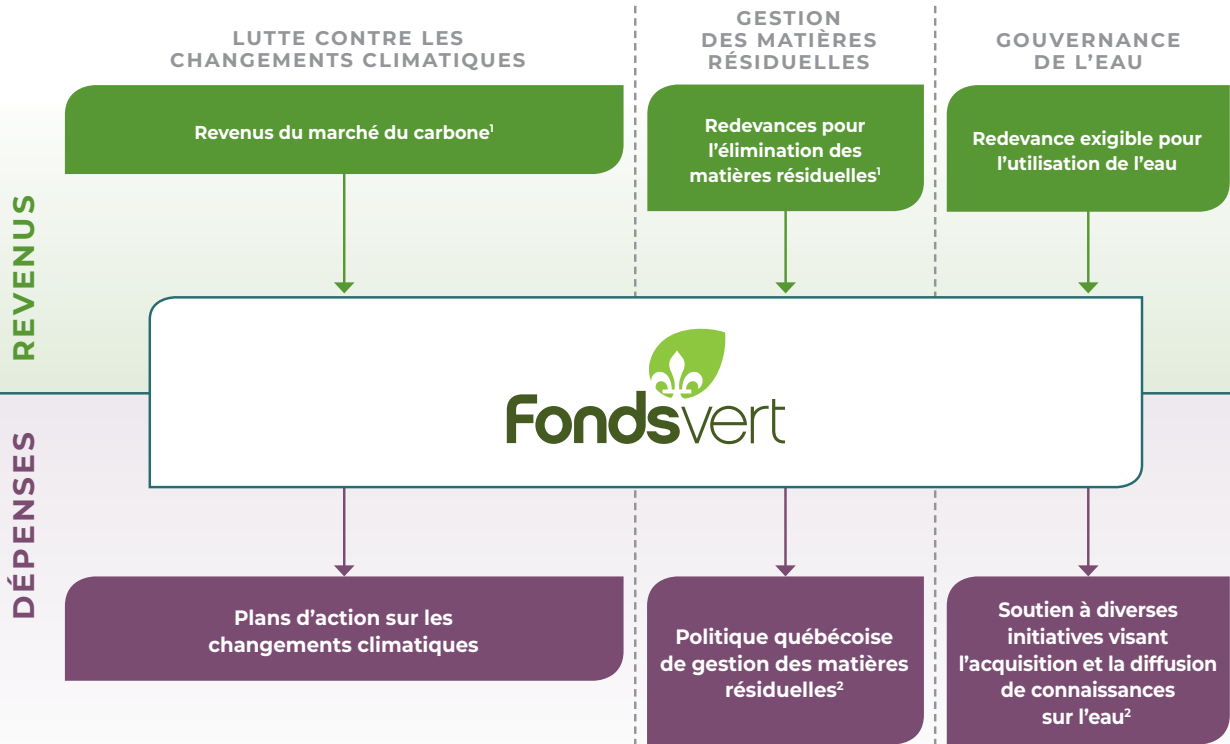 LUTTE CONTRE LES
CHANGEMENTS CLIMATIQUES
GESTION
DES MATIÈRES
RÉSIDUELLES
GOUVERNANCE
DE L'EAU
REVENUS
Revenus du marché du carbone¹
Redevances pour
l'élimination des
matières résiduelles¹
Redevance exigible pour
l'utilisation de l'eau
Fondsvert
DÉPENSES
Plans d'action sur les
changements climatiques
Politique québécoise
de gestion des matières
résiduelles²
Soutien à diverses
initiatives visant
l'acquisition et la diffusion
de connaissances
sur l'eau²